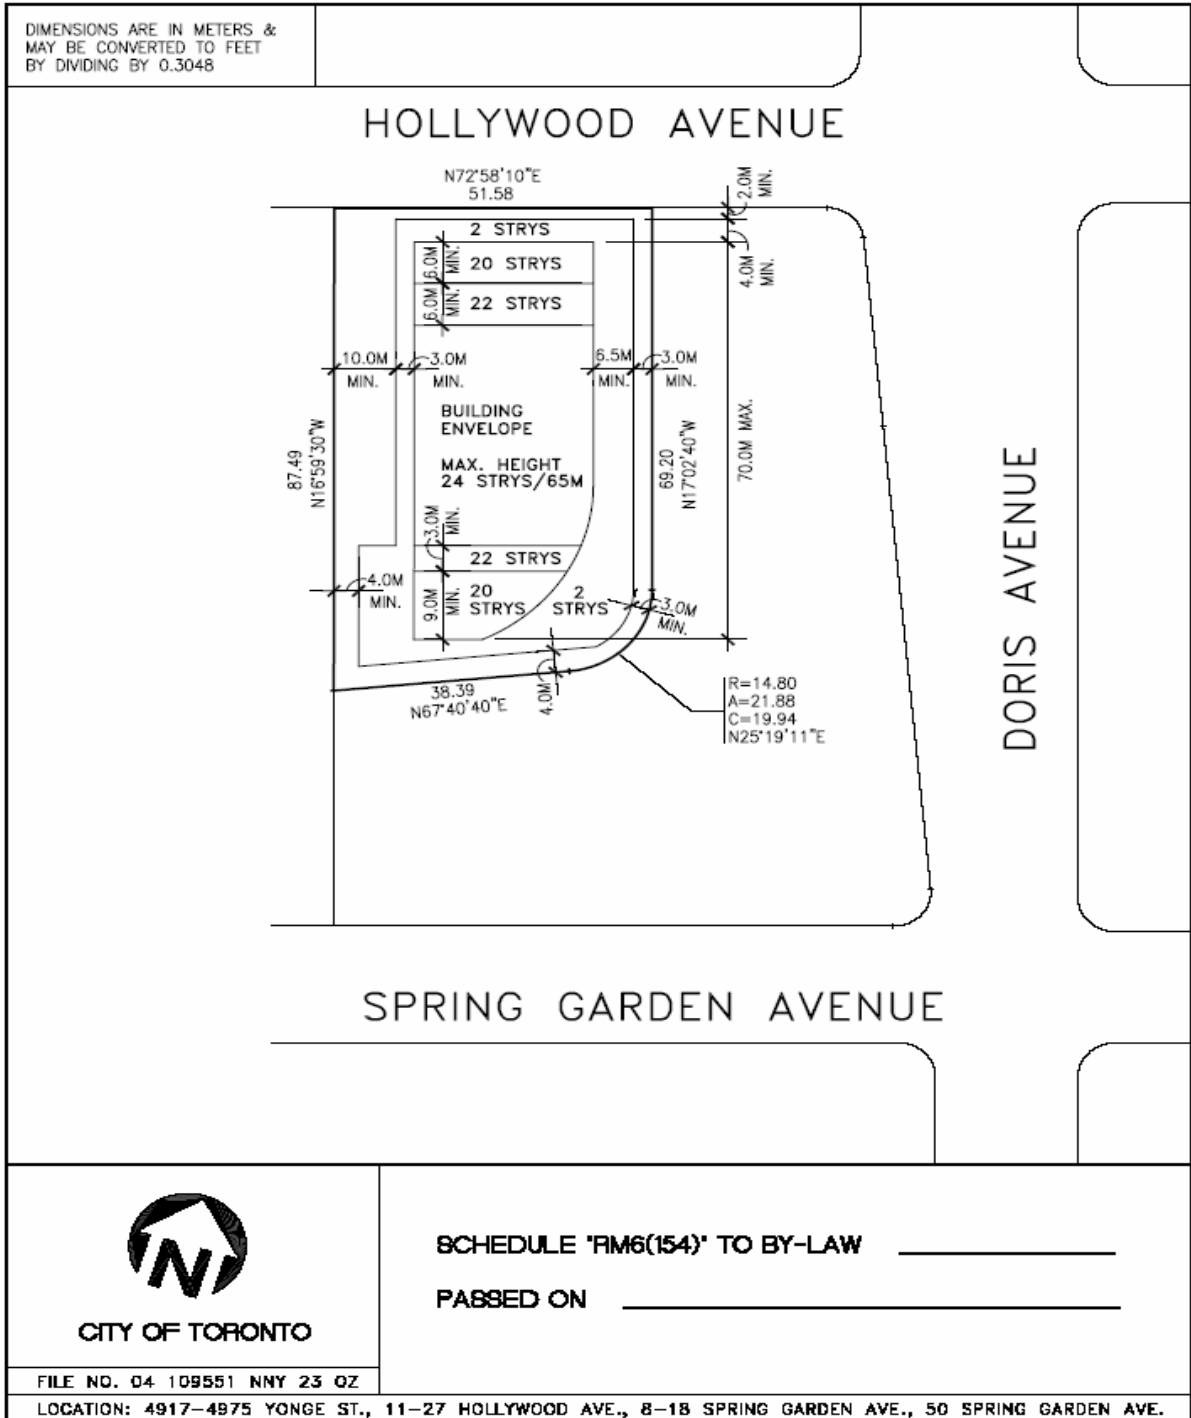 DIMENSIONS ARE IN METERS &
MAY BE CONVERTED TO FEET
BY DIVIDING BY 0.3048
HOLLYWOOD AVENUE
N72°58'10"E
51.58
2.0M
MIN.
2 STRYS
6.0M
MIN.
20 STRYS
4.0M
MIN.
6.0M
MIN.
22 STRYS
10.0M
MIN.
3.0M
MIN.
6.5M
MIN.
3.0M
MIN.
BUILDING
ENVELOPE
MAX. HEIGHT
24 STRYS/65M
87.49
N16°59'30"W
69.20
N17°02'40"W
70.0M MAX.
DORIS AVENUE
3.0M
MIN.
22 STRYS
4.0M
MIN.
9.0M
MIN.
20
STRYS
2
STRYS
3.0M
MIN.
38.39
N67°40'40"E
4.0M
R=14.80
A=21.88
C=19.94
N25°19'11"E
SPRING GARDEN AVENUE
N
CITY OF TORONTO
SCHEDULE "RM6(154)" TO BY-LAW
PASSED ON
FILE NO. 04 109551 NNY 23 OZ
LOCATION: 4917-4975 YONGE ST., 11-27 HOLLYWOOD AVE., 8-18 SPRING GARDEN AVE., 50 SPRING GARDEN AVE.